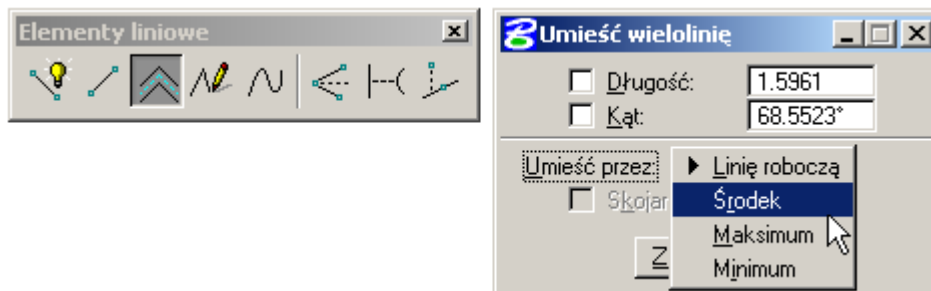 Elementy liniowe
Umieść wielolinię
Długość: 1.5961
Kąt: 68.5523°
Umieść przez: Linię roboczą
Środek
Maksimum
Minimum